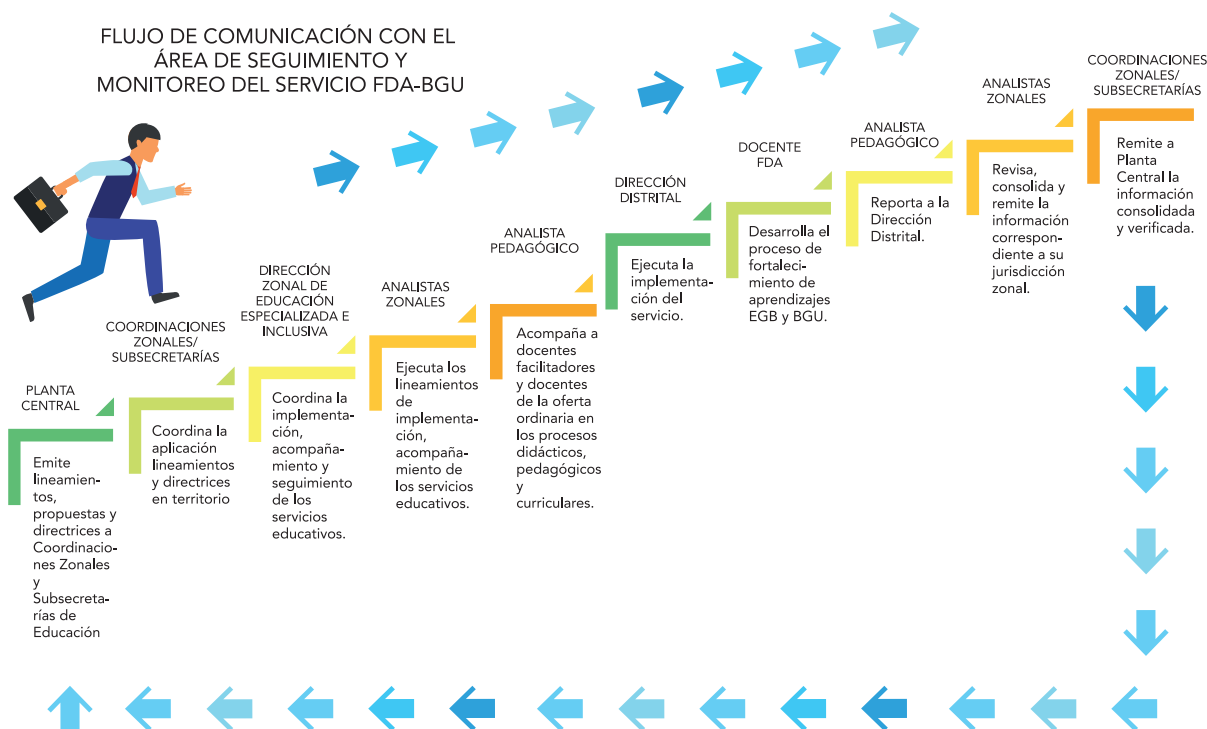 FLUJO DE COMUNICACIÓN CON EL
ÁREA DE SEGUIMIENTO Y
MONITOREO DEL SERVICIO FDA-BGU
PLANTA
CENTRAL
Emite
lineamien-
tos,
propuestas y
directrices a
Coordinacio-
nes Zonales
y
Subsecreta-
rías de
Educación
COORDINACIONES
ZONALES/
SUBSECRETARÍAS
Coordina la
aplicación
lineamientos
y directrices
en territorio
DIRECCIÓN
ZONAL DE
EDUCACIÓN
ESPECIALIZADA E
INCLUSIVA
Coordina la
implementa-
ción,
acompaña-
miento y
seguimiento
de los
servicios
educativos.
ANALISTAS
ZONALES
Ejecuta los
lineamientos
de
implementa-
ción,
acompaña-
miento de
los servicios
educativos.
ANALISTA
PEDAGÓGICO
Acompaña a
docentes
facilitadores
y docentes
de la oferta
ordinaria en
los procesos
didácticos,
pedagógicos
y
curriculares.
DIRECCIÓN
DISTRITAL
Ejecuta la
implementa-
ción del
servicio.
DOCENTE
FDA
Desarrolla el
proceso de
fortaleci-
miento de
aprendizajes
EGB y BGU.
ANALISTA
PEDAGÓGICO
Reporta a la
Dirección
Distrital.
ANALISTAS
ZONALES
Revisa,
consolida y
remite la
información
correspon-
diente a su
jurisdicción
zonal.
COORDINACIONES
ZONALES/
SUBSECRETARÍAS
Remite a
Planta
Central la
información
consolidada
y verificada.